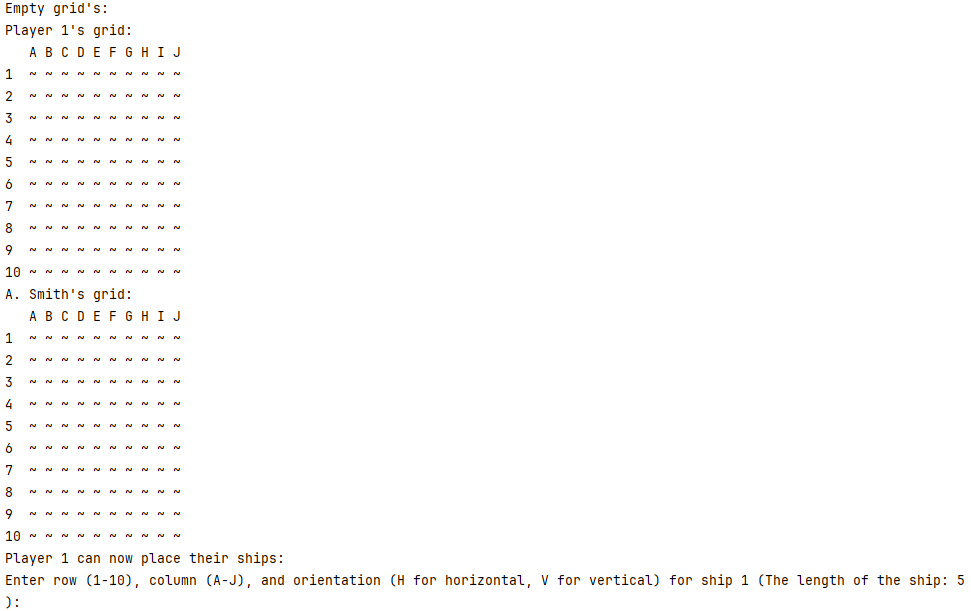 Empty grid's:
Player 1's grid:
   A B C D E F G H I J
1  ~ ~ ~ ~ ~ ~ ~ ~ ~ ~
2  ~ ~ ~ ~ ~ ~ ~ ~ ~ ~
3  ~ ~ ~ ~ ~ ~ ~ ~ ~ ~
4  ~ ~ ~ ~ ~ ~ ~ ~ ~ ~
5  ~ ~ ~ ~ ~ ~ ~ ~ ~ ~
6  ~ ~ ~ ~ ~ ~ ~ ~ ~ ~
7  ~ ~ ~ ~ ~ ~ ~ ~ ~ ~
8  ~ ~ ~ ~ ~ ~ ~ ~ ~ ~
9  ~ ~ ~ ~ ~ ~ ~ ~ ~ ~
10 ~ ~ ~ ~ ~ ~ ~ ~ ~ ~
A. Smith's grid:
   A B C D E F G H I J
1  ~ ~ ~ ~ ~ ~ ~ ~ ~ ~
2  ~ ~ ~ ~ ~ ~ ~ ~ ~ ~
3  ~ ~ ~ ~ ~ ~ ~ ~ ~ ~
4  ~ ~ ~ ~ ~ ~ ~ ~ ~ ~
5  ~ ~ ~ ~ ~ ~ ~ ~ ~ ~
6  ~ ~ ~ ~ ~ ~ ~ ~ ~ ~
7  ~ ~ ~ ~ ~ ~ ~ ~ ~ ~
8  ~ ~ ~ ~ ~ ~ ~ ~ ~ ~
9  ~ ~ ~ ~ ~ ~ ~ ~ ~ ~
10 ~ ~ ~ ~ ~ ~ ~ ~ ~ ~
Player 1 can now place their ships:
Enter row (1-10), column (A-J), and orientation (H for horizontal, V for vertical) for ship 1 (The length of the ship: 5
):